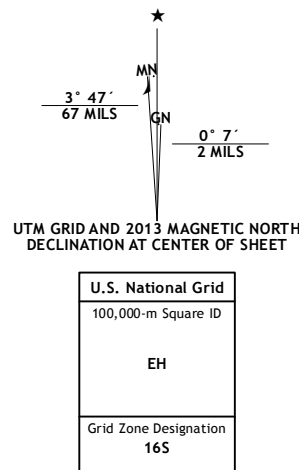 ★
MN
3° 47´
67 MILS
GN
0° 7´
2 MILS
UTM GRID AND 2013 MAGNETIC NORTH
DECLINATION AT CENTER OF SHEET
U.S. National Grid
100,000-m Square ID
EH
Grid Zone Designation
16S